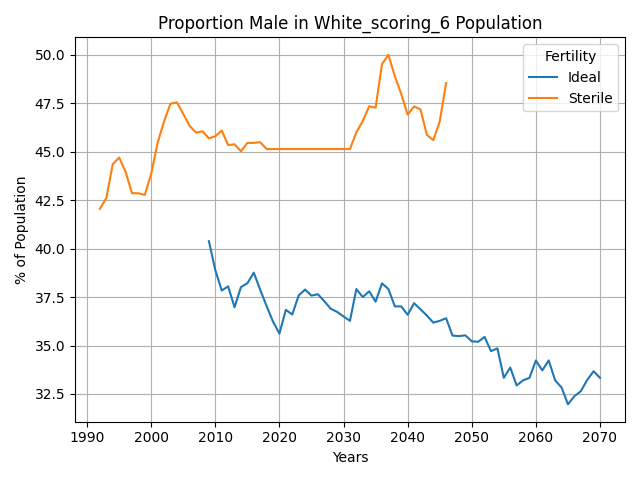 Proportion Male in White_scoring_6 Population
Fertility
Ideal
Sterile
% of Population
50.0
47.5
45.0
42.5
40.0
37.5
35.0
32.5
1990 2000 2010 2020 2030 2040 2050 2060 2070
Years